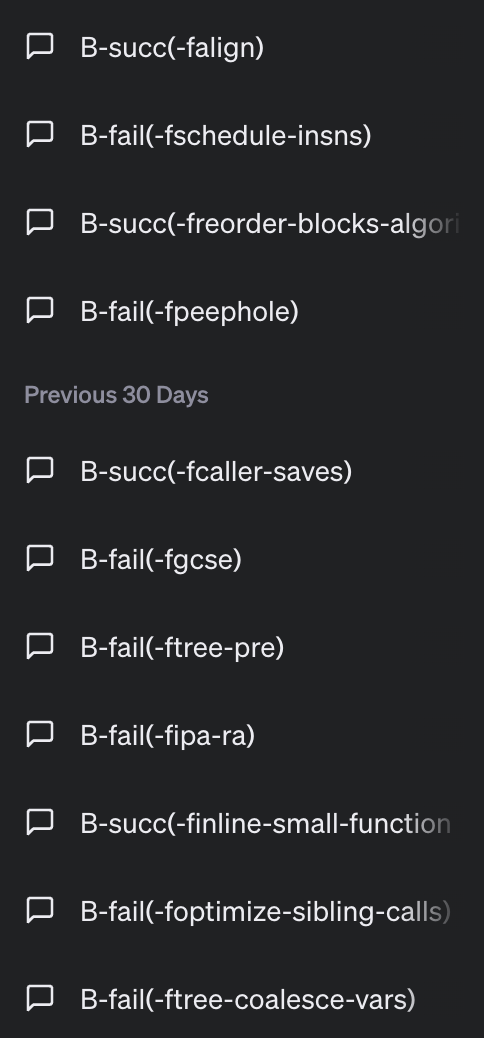 B-succ(-falign)
B-fail(-fschedule-insns)
B-succ(-freorder-blocks-algori
B-fail(-fpeephole)
Previous 30 Days
B-succ(-fcaller-saves)
B-fail(-fgcse)
B-fail(-ftree-pre)
B-fail(-fipa-ra)
B-succ(-finline-small-function
B-fail(-foptimize-sibling-calls)
B-fail(-ftree-coalesce-vars)